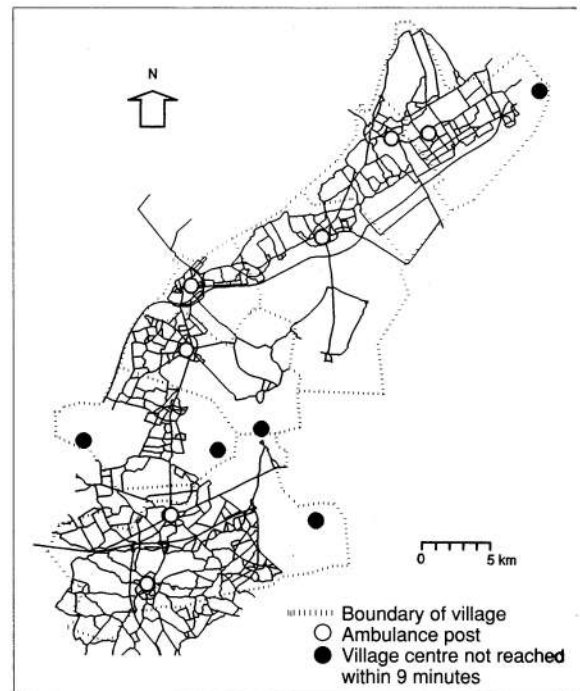 N
0 5 km
Boundary of village
Ambulance post
Village centre not reached
within 9 minutes